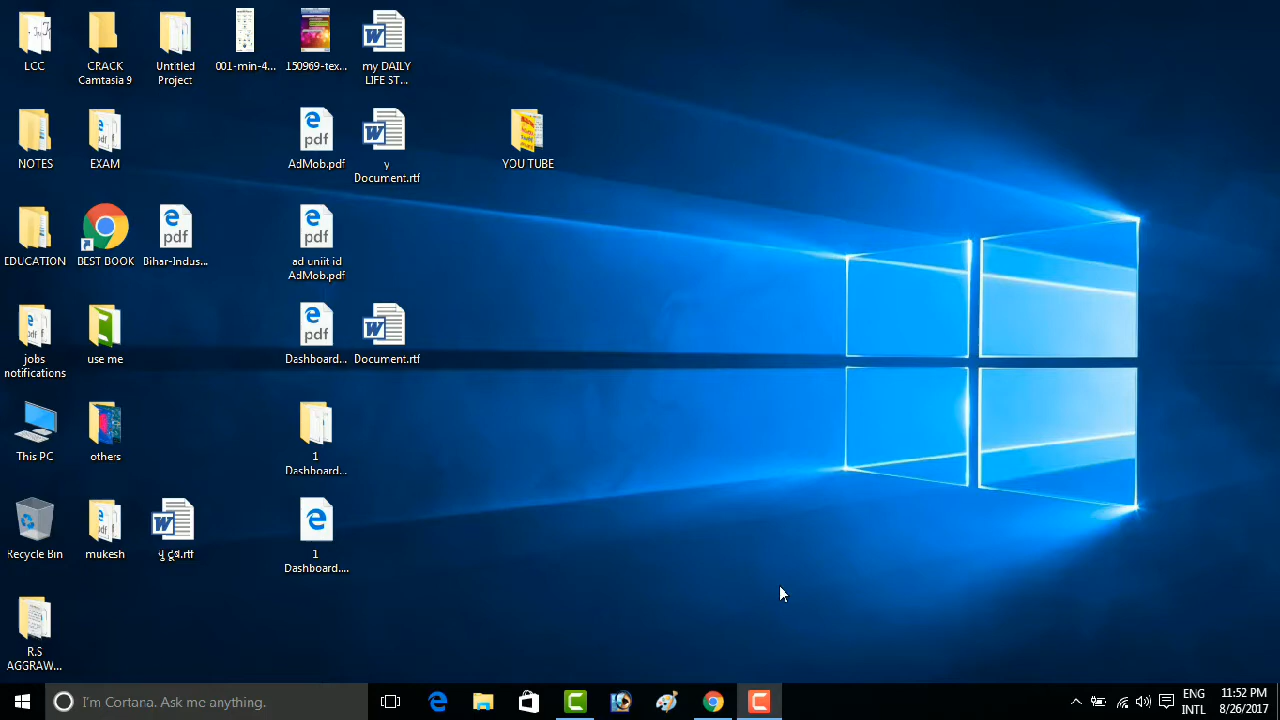 LCC
CRACK
Camtasia 9
Untitled
Project
001-min-4...
150969-tex...
my DAILY
LIFE ST...
NOTES
EXAM
AdMob.pdf
y
Document.rtf
YOU TUBE
EDUCATION
BEST BOOK
Bihar-Indus...
ad uniit id
AdMob.pdf
jobs
notifications
use me
Dashboard...
Document.rtf
This PC
others
1
Dashboard...
Recycle Bin
mukesh
1
Dashboard....
R.S
AGGRAW...
I'm Cortana. Ask me anything.
ENG
INTL
11:52 PM
8/26/2017